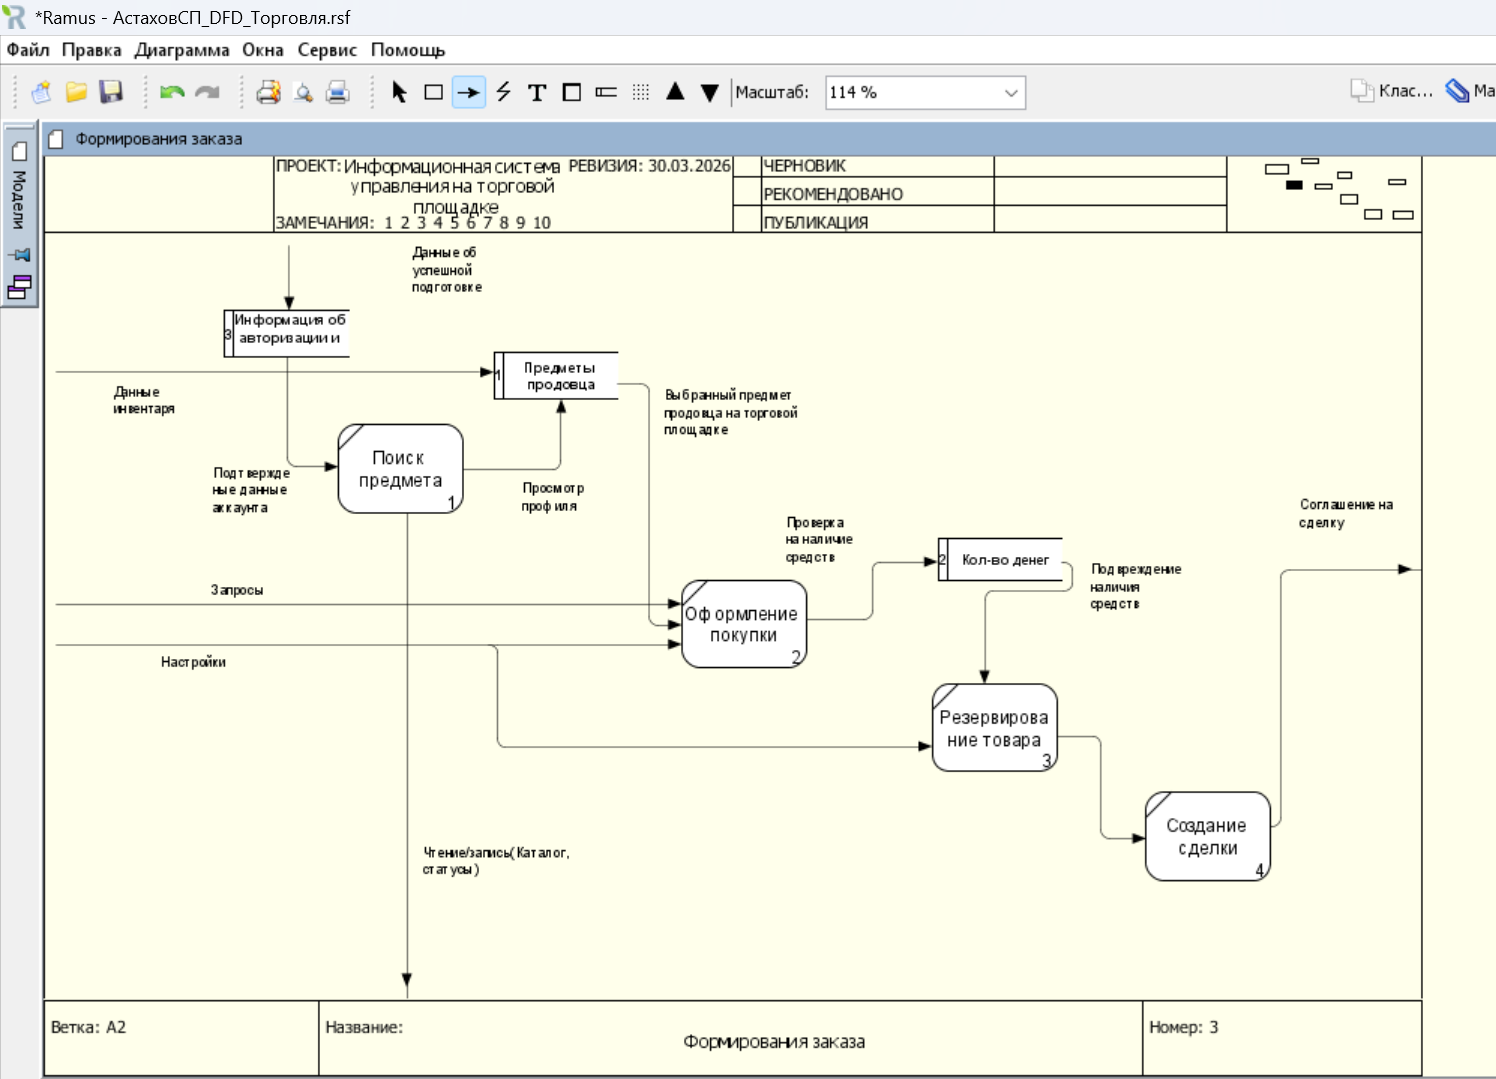 *Ramus - АстаховСП_DFD_Торговля.rsf
Файл Правка Диаграмма Окна Сервис Помощь
Масштаб: 114 %
Клас...
Ма
Модели
Формирования заказа
ПРОЕКТ: Информационная система
управления на торговой
площадке
РЕВИЗИЯ: 30.03.2026
ЗАМЕЧАНИЯ: 1 2 3 4 5 6 7 8 9 10
ЧЕРНОВИК
РЕКОМЕНДОВАНО
ПУБЛИКАЦИЯ
Данные об
успешной
подготовке
3
Информация об
авторизации и
1
Предметы
продовца
Данные
инвентаря
Выбранный предмет
продовца на торговой
площадке
Поиск
предмета
1
Подтвержде
ные данные
аккаунта
Просмотр
профиля
Соглашение на
сделку
Проверка
на наличие
средств
2
Кол-во денег
Подвреждение
наличия
средств
Запросы
Оформление
покупки
2
Настройки
Резервирова
ние товара
3
Создание
сделки
4
Чтение/запись(Каталог,
статусы)
Ветка: A2
Название:
Формирования заказа
Номер: 3